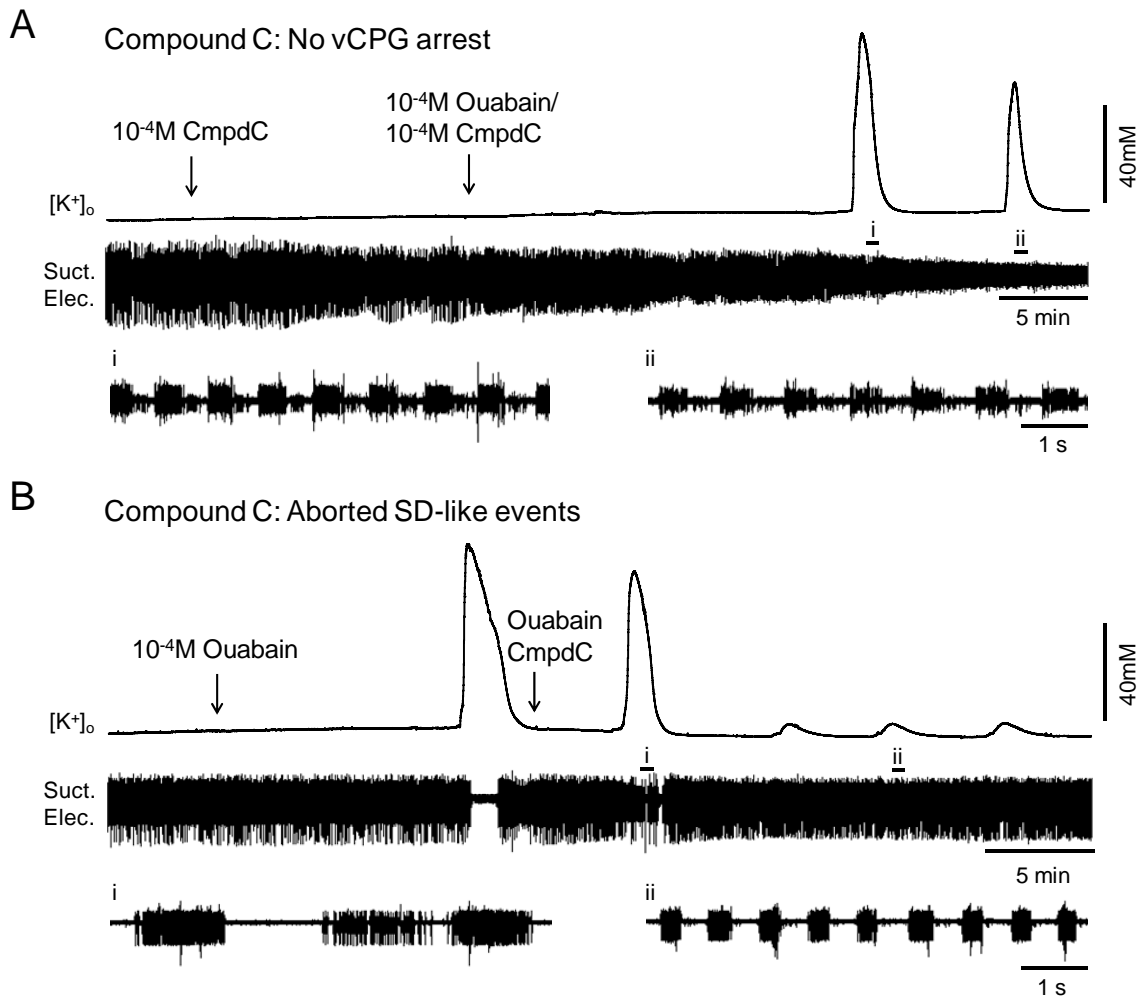 A
Compound C: No vCPG arrest
10⁻⁴M CmpdC
10⁻⁴M Ouabain/
10⁻⁴M CmpdC
40mM
[K⁺]ₒ
i
ii
Suct.
Elec.
5 min
i
ii
1 s
B
Compound C: Aborted SD-like events
10⁻⁴M Ouabain
Ouabain
CmpdC
40mM
[K⁺]ₒ
i
ii
Suct.
Elec.
5 min
i
ii
1 s